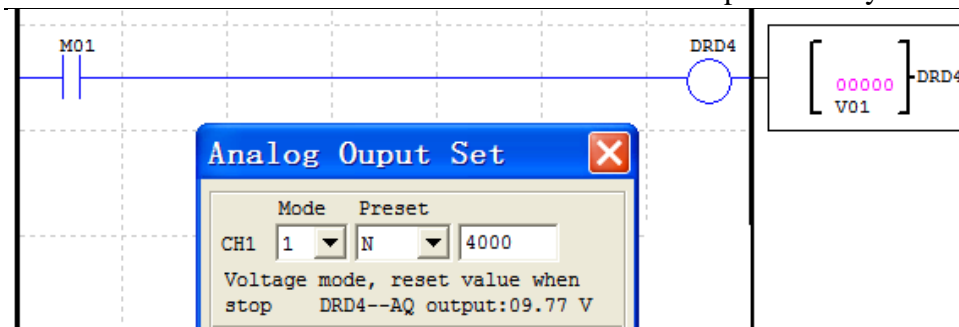 M01
DRD4
00000
DRD4
V01
Analog Ouput Set
Mode Preset
CH1 1 N 4000
Voltage mode, reset value when
stop DRD4--AQ output:09.77 V